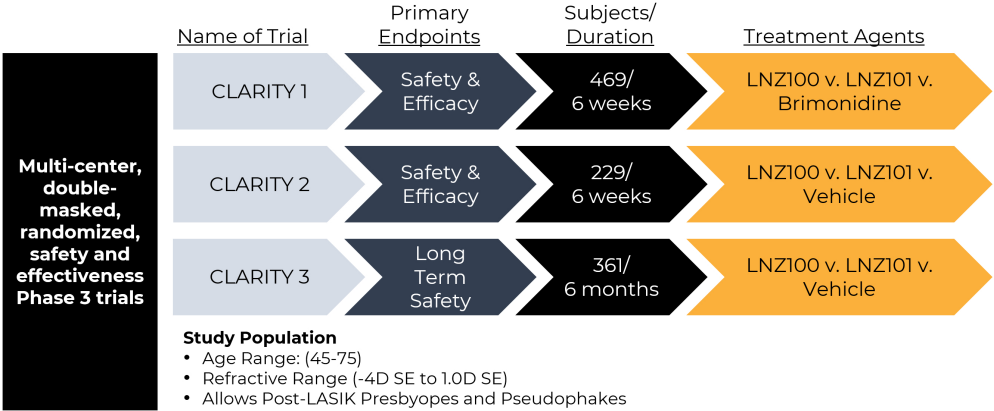 Multi-center,
double-
masked,
randomized,
safety and
effectiveness
Phase 3 trials
Name of Trial
Primary
Endpoints
Subjects/
Duration
Treatment Agents
CLARITY 1
Safety &
Efficacy
469/
6 weeks
LNZ100 v. LNZ101 v.
Brimonidine
CLARITY 2
Safety &
Efficacy
229/
6 weeks
LNZ100 v. LNZ101 v.
Vehicle
CLARITY 3
Long
Term
Safety
361/
6 months
LNZ100 v. LNZ101 v.
Vehicle
Study Population
• Age Range: (45-75)
• Refractive Range (-4D SE to 1.0D SE)
• Allows Post-LASIK Presbyopes and Pseudophakes